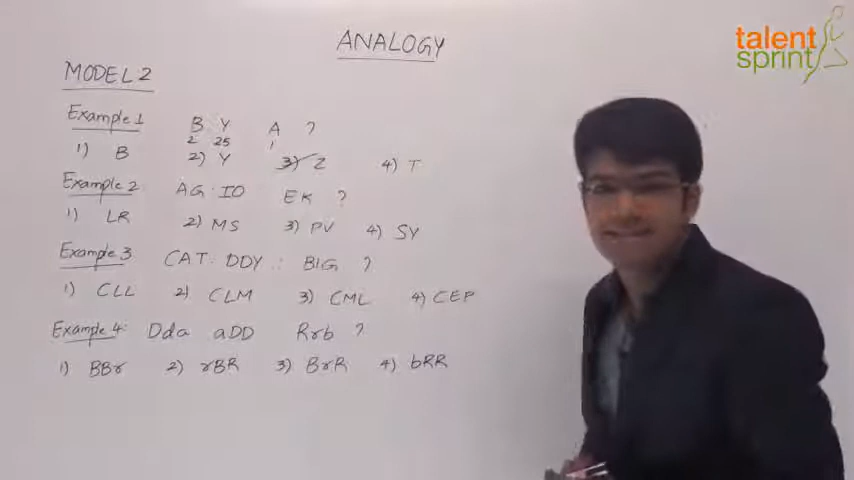 ANALOGY
talent
sprint
MODEL 2
Example 1 B Y A ?
2 25 1
1) B 2) Y 3) Z 4) T
Example 2 AG : IO EK ?
1) LR 2) MS 3) PV 4) SY
Example 3 CAT : DDY :: BIG ?
1) CLL 2) CLM 3) CML 4) CEP
Example 4: Dda aDD Rrb ?
1) BBr 2) rBR 3) BrR 4) bRR